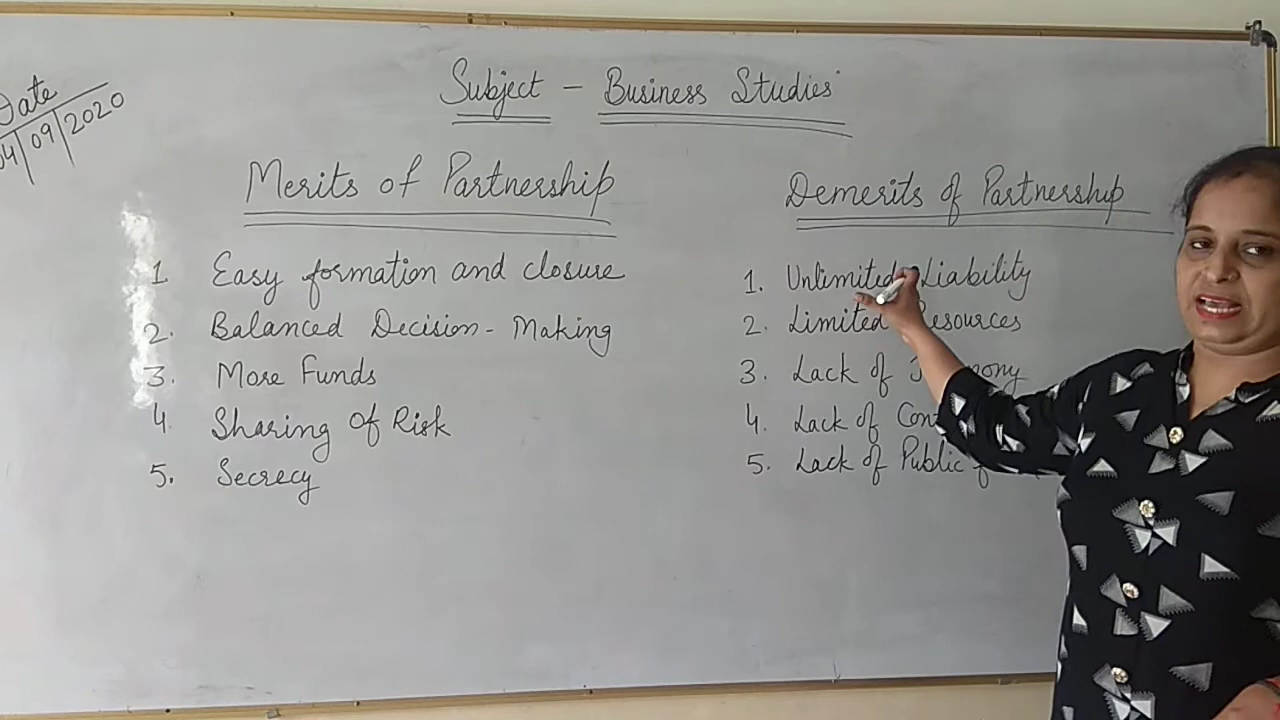 Date
04/09/2020
Subject - Business Studies
Merits of Partnership
1 Easy formation and closure
2. Balanced Decision-Making
3. More Funds
4. Sharing of Risk
5. Secrecy
Demerits of Partnership
1. Unlimited Liability
2. Limited Resources
3. Lack of
4. Lack of
5. Lack of Public